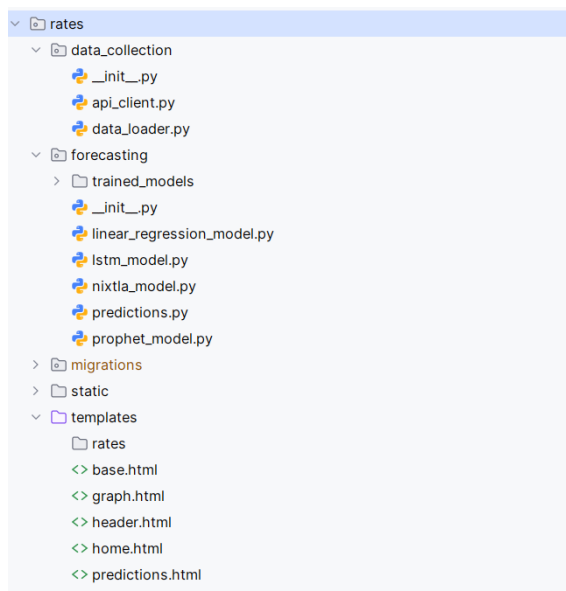 rates
data_collection
__init__.py
api_client.py
data_loader.py
forecasting
trained_models
__init__.py
linear_regression_model.py
lstm_model.py
nixtla_model.py
predictions.py
prophet_model.py
migrations
static
templates
rates
base.html
graph.html
header.html
home.html
predictions.html